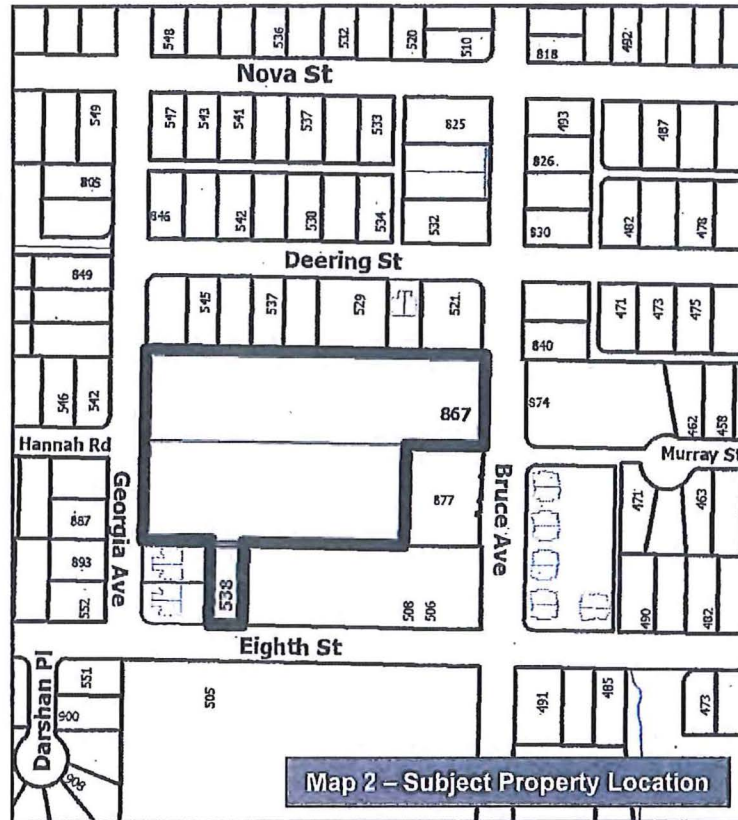 548 536 532 520 510 818 492
Nova St
549 547 543 541 537 533 825 493 487
805 826
846 542 530 534 532 830 482 478
Deering St
849
545 537 529 521 471 473 475
840
546 542 867 874 462 458
Hannah Rd Murray St
Georgia Ave
Bruce Ave
887 877 471 463
893
552 538 508 506 490 482
Eighth St
Darshan Pl
551 505 491 485 473
900
908
Map 2 – Subject Property Location